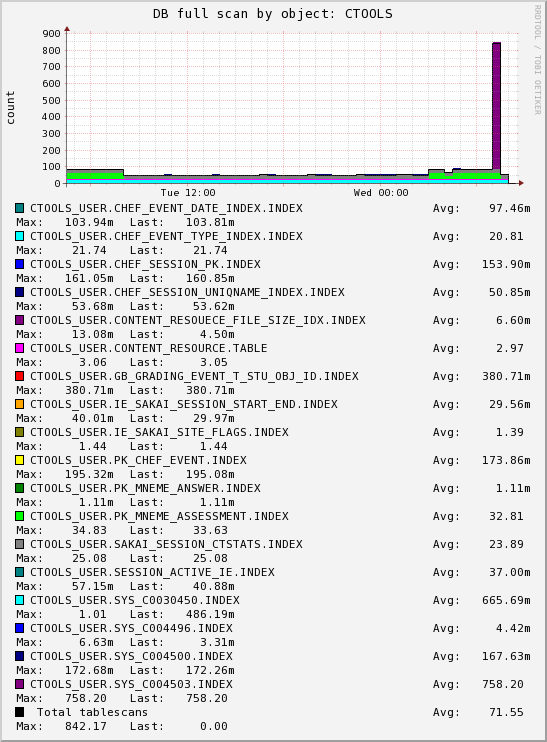 DB full scan by object: CTOOLS
RRDTOOL / TOBI OETIKER
count
900
800
700
600
500
400
300
200
100
0
Tue 12:00 Wed 00:00
CTOOLS_USER.CHEF_EVENT_DATE_INDEX.INDEX Avg: 97.46m
Max: 103.94m Last: 103.81m
CTOOLS_USER.CHEF_EVENT_TYPE_INDEX.INDEX Avg: 20.81
Max: 21.74 Last: 21.74
CTOOLS_USER.CHEF_SESSION_PK.INDEX Avg: 153.90m
Max: 161.05m Last: 160.85m
CTOOLS_USER.CHEF_SESSION_UNIQNAME_INDEX.INDEX Avg: 50.85m
Max: 53.68m Last: 53.62m
CTOOLS_USER.CONTENT_RESOUECE_FILE_SIZE_IDX.INDEX Avg: 6.60m
Max: 13.08m Last: 4.50m
CTOOLS_USER.CONTENT_RESOURCE.TABLE Avg: 2.97
Max: 3.06 Last: 3.05
CTOOLS_USER.GB_GRADING_EVENT_T_STU_OBJ_ID.INDEX Avg: 380.71m
Max: 380.71m Last: 380.71m
CTOOLS_USER.IE_SAKAI_SESSION_START_END.INDEX Avg: 29.56m
Max: 40.01m Last: 29.97m
CTOOLS_USER.IE_SAKAI_SITE_FLAGS.INDEX Avg: 1.39
Max: 1.44 Last: 1.44
CTOOLS_USER.PK_CHEF_EVENT.INDEX Avg: 173.86m
Max: 195.32m Last: 195.08m
CTOOLS_USER.PK_MNEME_ANSWER.INDEX Avg: 1.11m
Max: 1.11m Last: 1.11m
CTOOLS_USER.PK_MNEME_ASSESSMENT.INDEX Avg: 32.81
Max: 34.83 Last: 33.63
CTOOLS_USER.SAKAI_SESSION_CTSTATS.INDEX Avg: 23.89
Max: 25.08 Last: 25.08
CTOOLS_USER.SESSION_ACTIVE_IE.INDEX Avg: 37.00m
Max: 57.15m Last: 40.88m
CTOOLS_USER.SYS_C0030450.INDEX Avg: 665.69m
Max: 1.01 Last: 486.19m
CTOOLS_USER.SYS_C004496.INDEX Avg: 4.42m
Max: 6.63m Last: 3.31m
CTOOLS_USER.SYS_C004500.INDEX Avg: 167.63m
Max: 172.68m Last: 172.26m
CTOOLS_USER.SYS_C004503.INDEX Avg: 758.20
Max: 758.20 Last: 758.20
Total tablescans Avg: 71.55
Max: 842.17 Last: 0.00